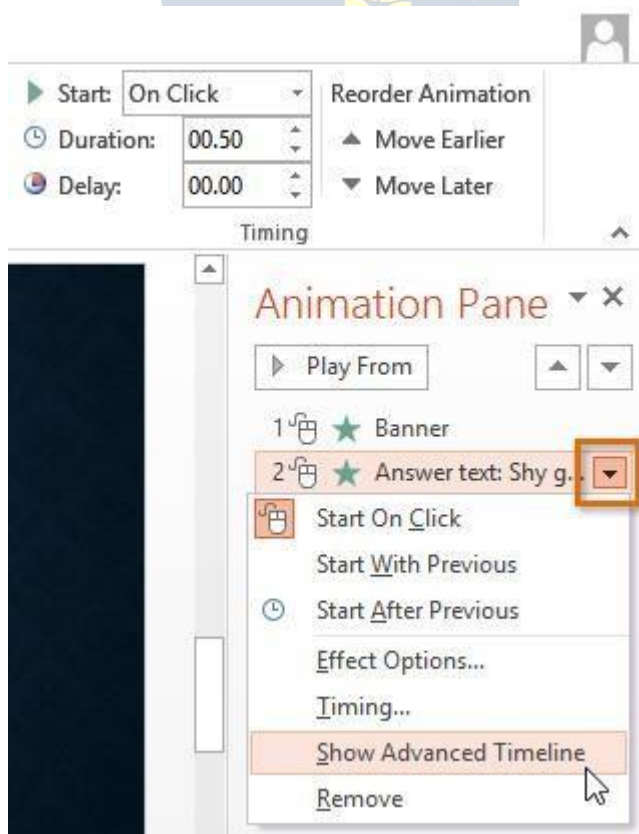 Start: On Click
Reorder Animation
Duration: 00.50
Move Earlier
Delay: 00.00
Move Later
Timing
Animation Pane
Play From
1 Banner
2 Answer text: Shy g...
Start On Click
Start With Previous
Start After Previous
Effect Options...
Timing...
Show Advanced Timeline
Remove